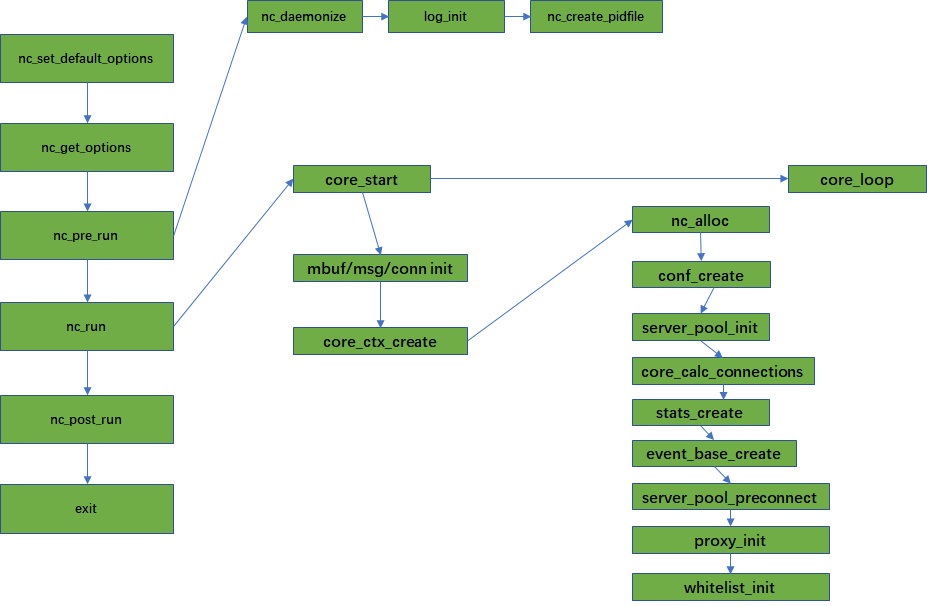 nc_daemonize
log_init
nc_create_pidfile
nc_set_default_options
nc_get_options
nc_pre_run
nc_run
nc_post_run
exit
core_start
core_loop
mbuf/msg/conn init
core_ctx_create
nc_alloc
conf_create
server_pool_init
core_calc_connections
stats_create
event_base_create
server_pool_preconnect
proxy_init
whitelist_init